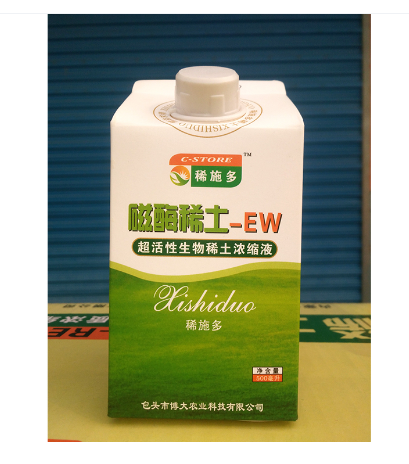 XISHIDUO
C-STORE
TM
稀施多
磁酶稀土-EW
超活性生物稀土浓缩液
Xishiduo
稀施多
净含量
500毫升
包头市博大农业科技有限公司